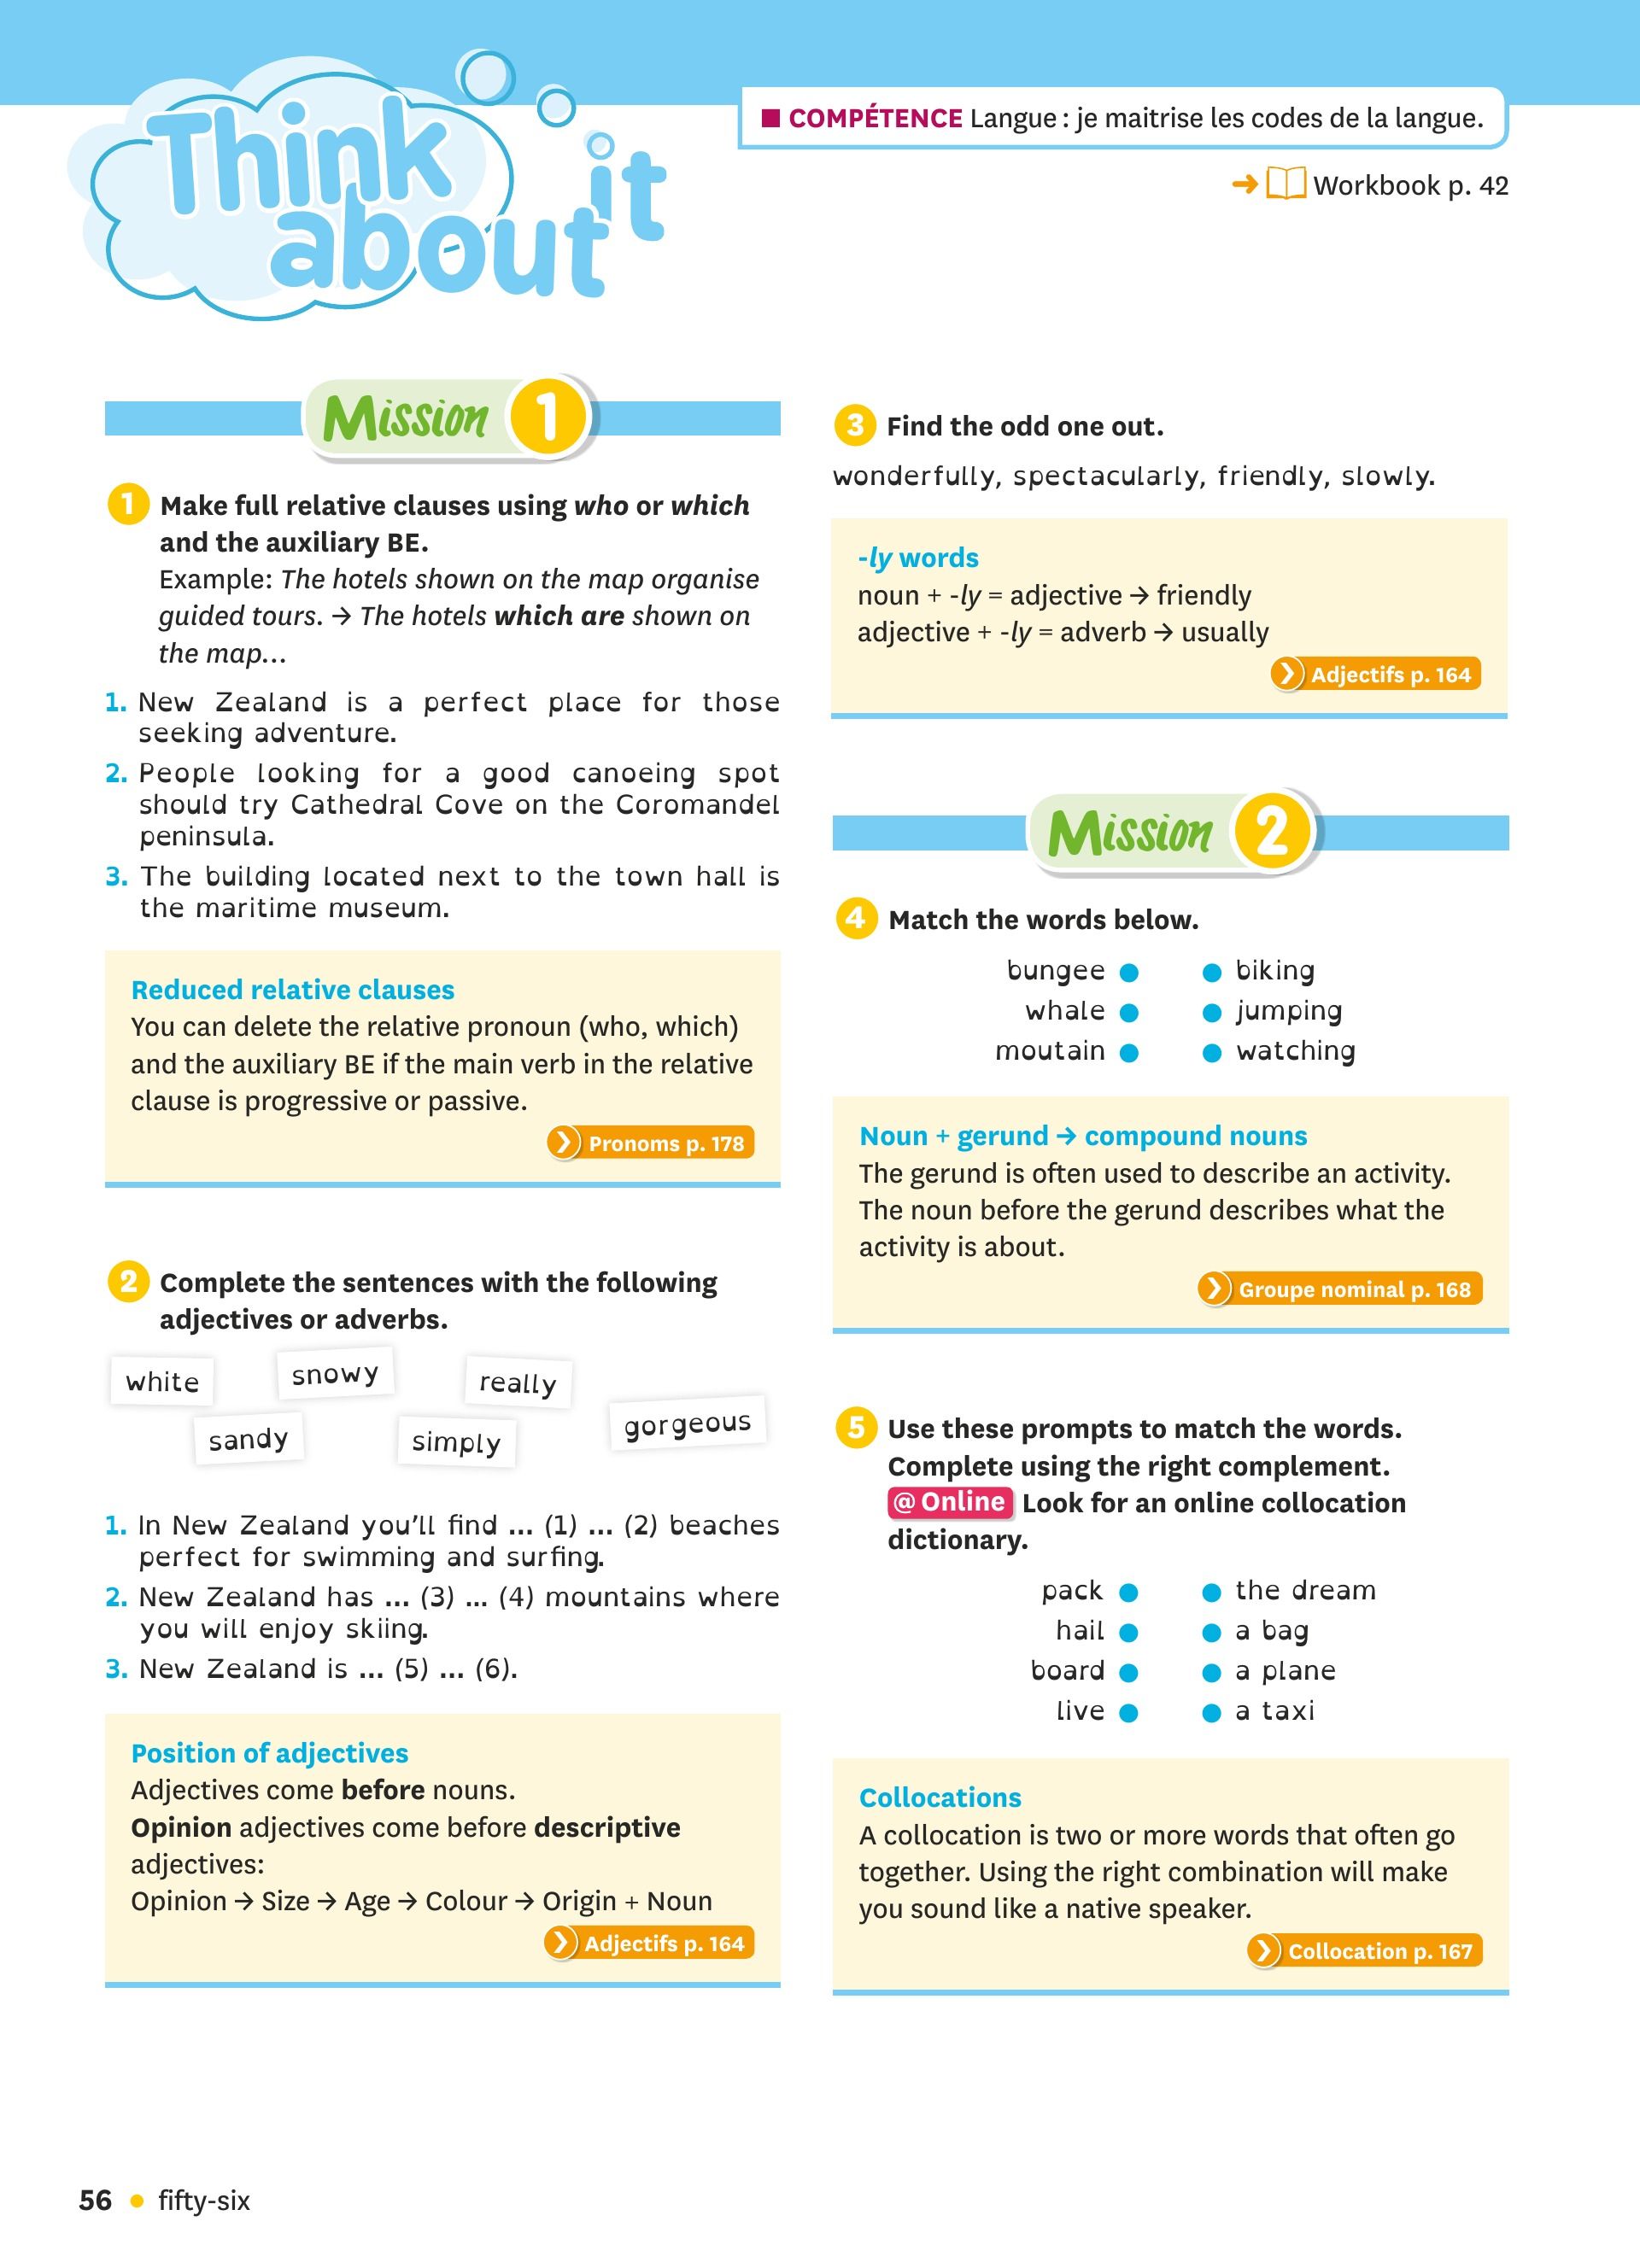 Think
about it
■ COMPÉTENCE Langue : je maitrise les codes de la langue.
→ Workbook p. 42
Mission 1
1 Make full relative clauses using who or which
and the auxiliary BE.
Example: The hotels shown on the map organise
guided tours. → The hotels which are shown on
the map...
1. New Zealand is a perfect place for those
seeking adventure.
2. People looking for a good canoeing spot
should try Cathedral Cove on the Coromandel
peninsula.
3. The building located next to the town hall is
the maritime museum.
Reduced relative clauses
You can delete the relative pronoun (who, which)
and the auxiliary BE if the main verb in the relative
clause is progressive or passive.
Pronoms p. 178
2 Complete the sentences with the following
adjectives or adverbs.
white
snowy
really
sandy
simply
gorgeous
1. In New Zealand you'll find ... (1) ... (2) beaches
perfect for swimming and surfing.
2. New Zealand has ... (3) ... (4) mountains where
you will enjoy skiing.
3. New Zealand is ... (5) ... (6).
Position of adjectives
Adjectives come before nouns.
Opinion adjectives come before descriptive
adjectives:
Opinion → Size → Age → Colour → Origin + Noun
Adjectifs p. 164
3 Find the odd one out.
wonderfully, spectacularly, friendly, slowly.
-ly words
noun + -ly = adjective → friendly
adjective + -ly = adverb → usually
Adjectifs p. 164
Mission 2
4 Match the words below.
bungee ● ● biking
whale ● ● jumping
moutain ● ● watching
Noun + gerund → compound nouns
The gerund is often used to describe an activity.
The noun before the gerund describes what the
activity is about.
Groupe nominal p. 168
5 Use these prompts to match the words.
Complete using the right complement.
@ Online Look for an online collocation
dictionary.
pack ● ● the dream
hail ● ● a bag
board ● ● a plane
live ● ● a taxi
Collocations
A collocation is two or more words that often go
together. Using the right combination will make
you sound like a native speaker.
Collocation p. 167
56 • fifty-six